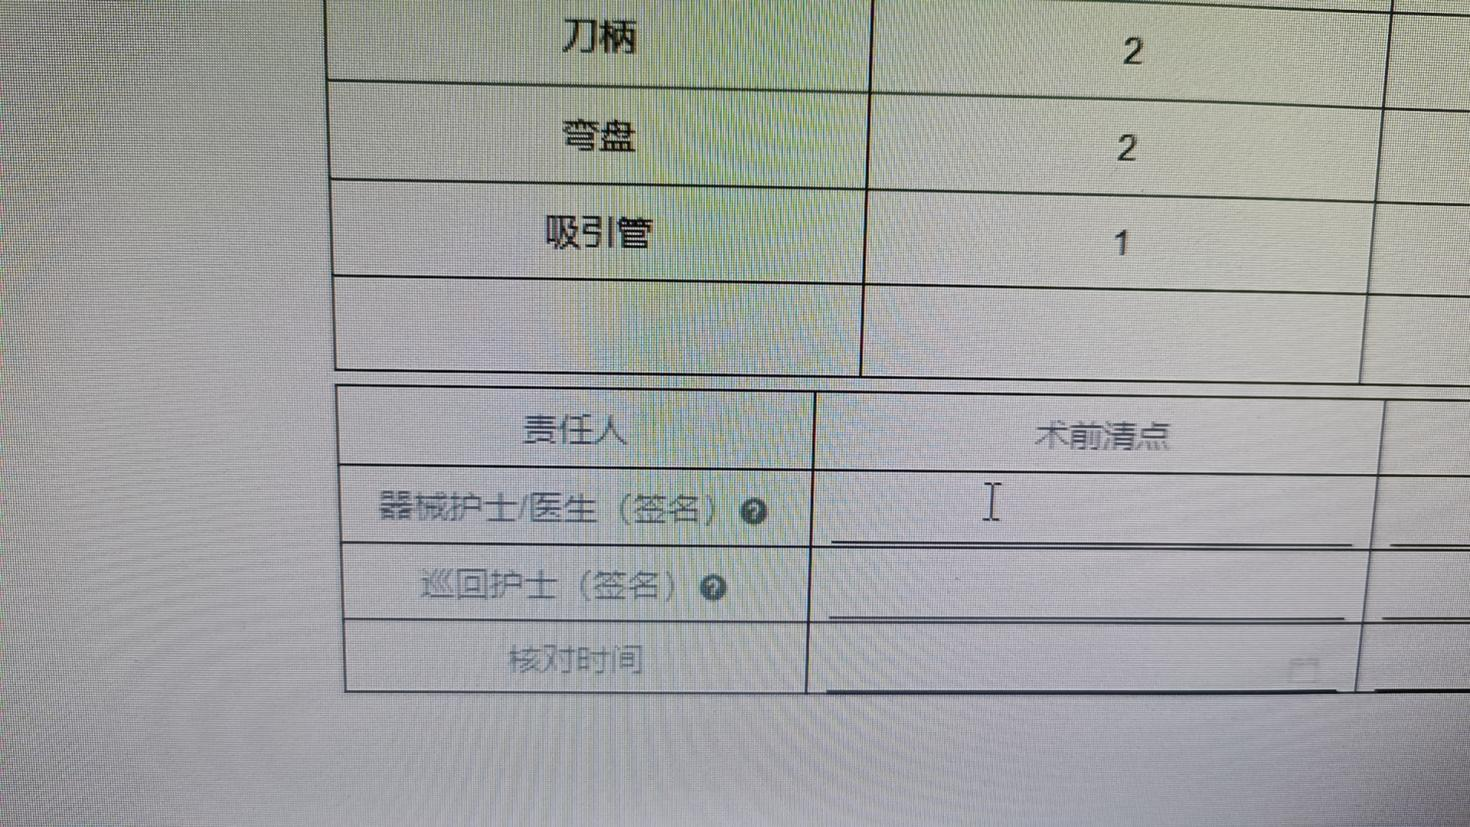 刀柄 2
弯盘 2
吸引管 1
责任人 术前清点
器械护士/医生（签名）?
巡回护士（签名）?
核对时间